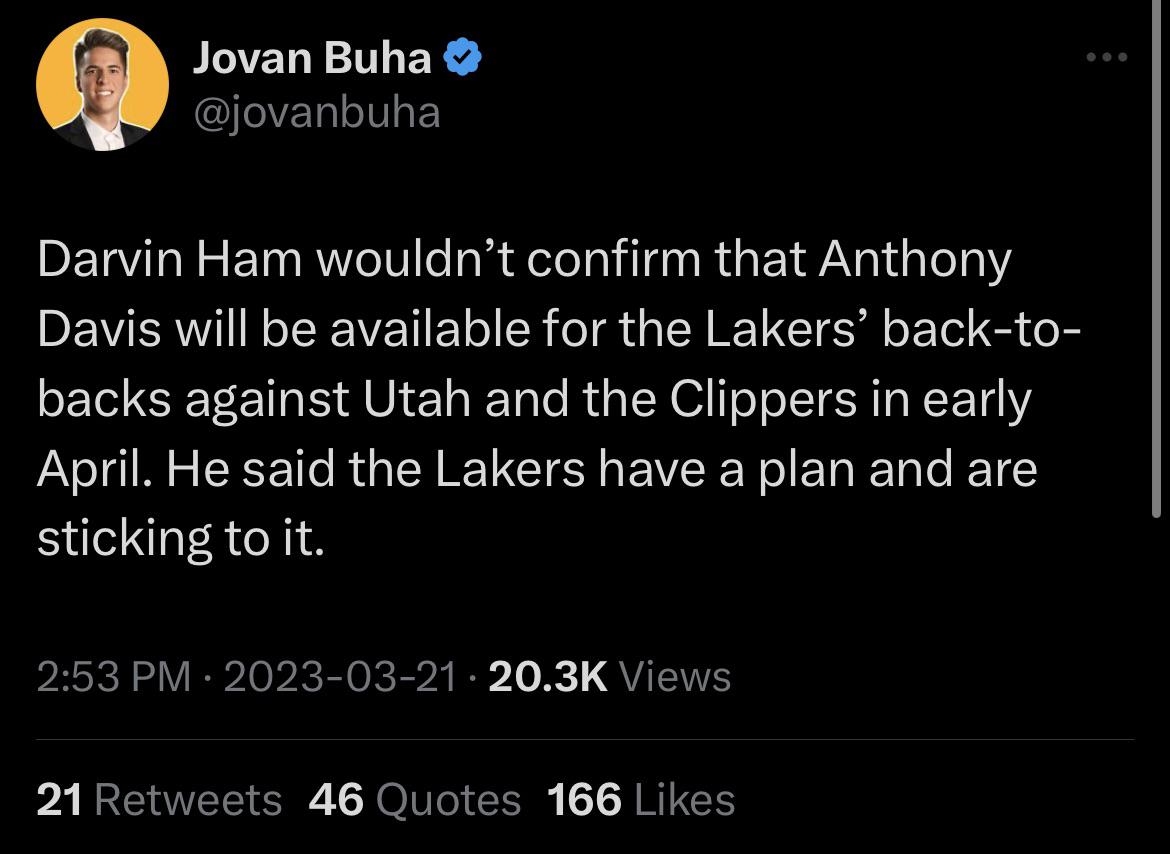 Jovan Buha
@jovanbuha
Darvin Ham wouldn’t confirm that Anthony
Davis will be available for the Lakers’ back-to-
backs against Utah and the Clippers in early
April. He said the Lakers have a plan and are
sticking to it.
2:53 PM · 2023-03-21 · 20.3K Views
21 Retweets 46 Quotes 166 Likes